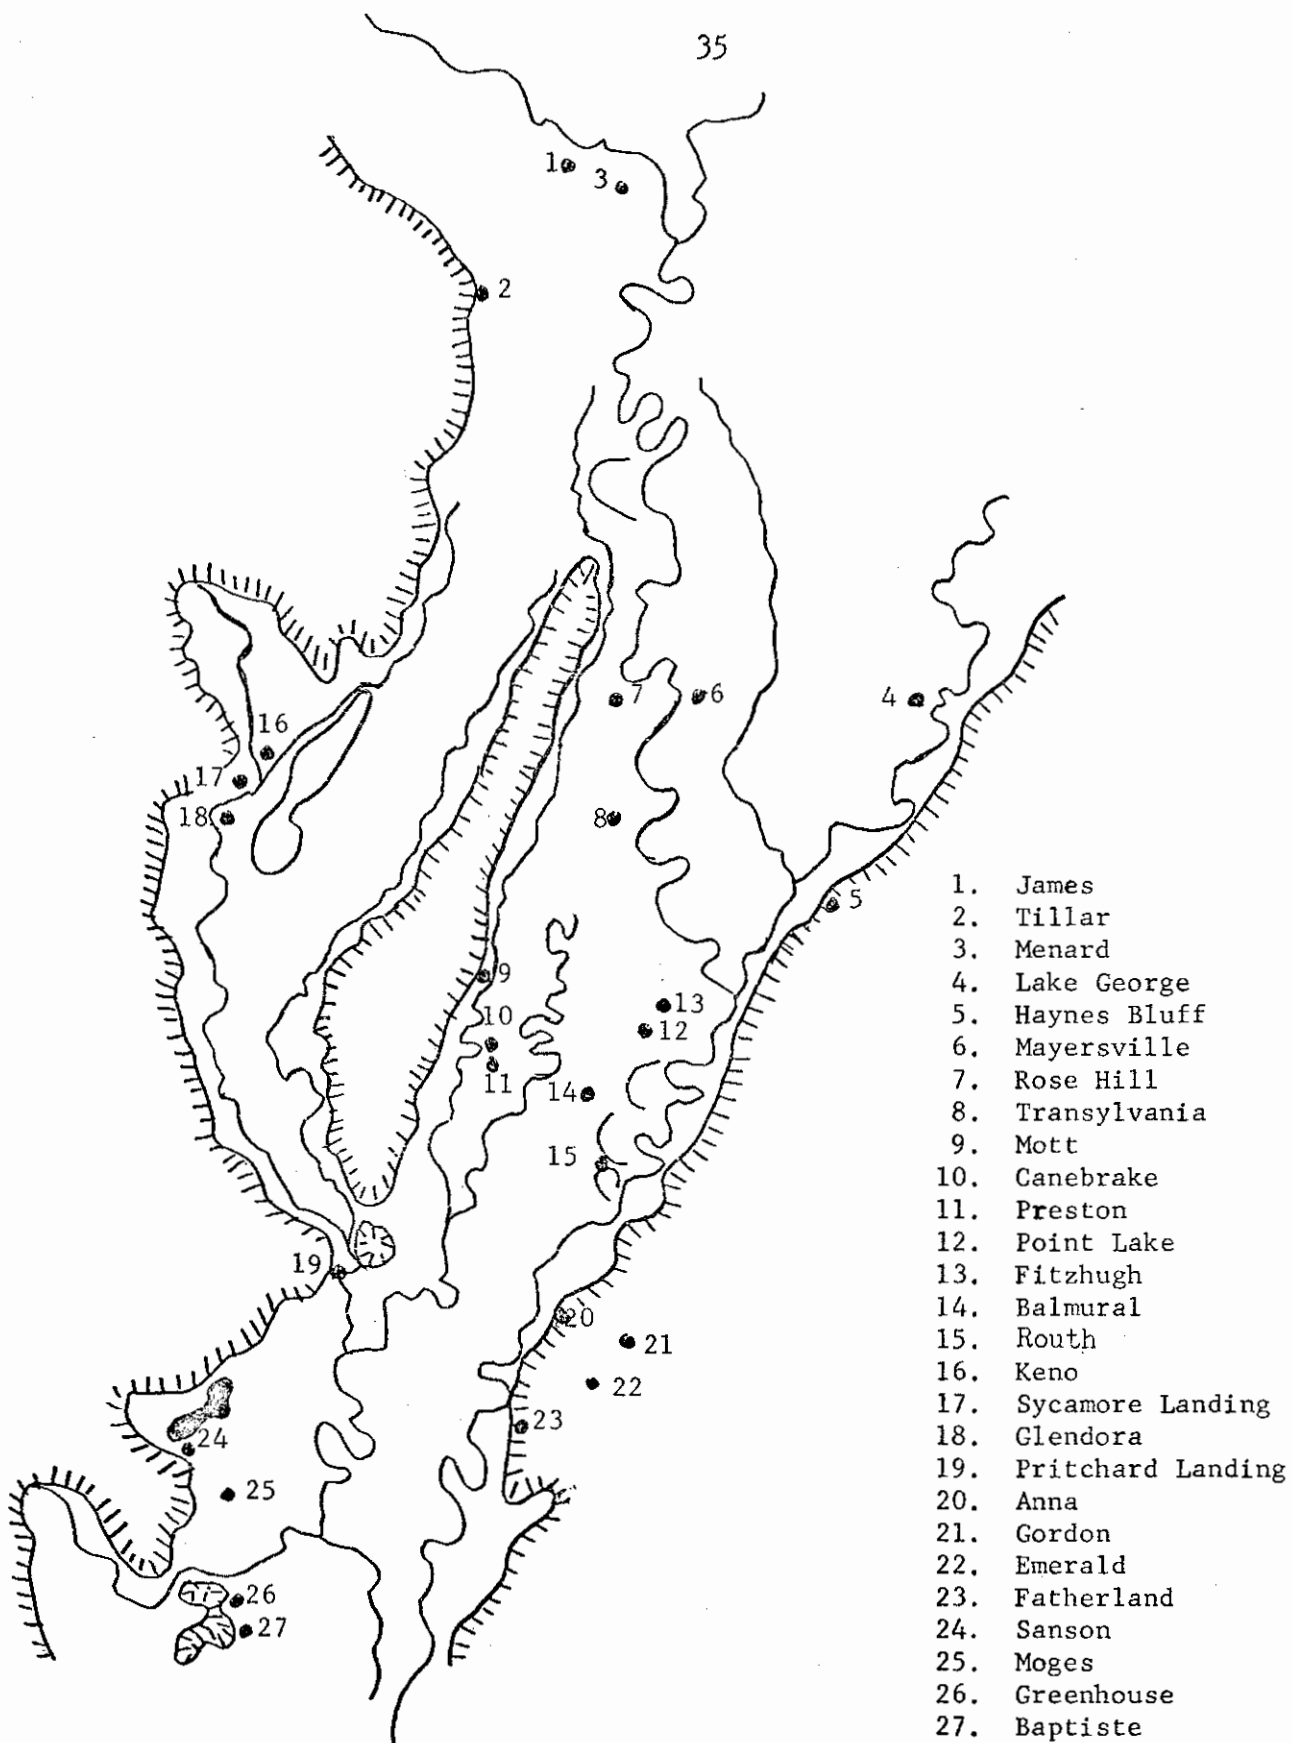 35
1
3
2
16
17
18
7
6
4
8
5
9
10
11
13
12
14
15
19
20
21
22
23
24
25
26
27
1. James
2. Tillar
3. Menard
4. Lake George
5. Haynes Bluff
6. Mayersville
7. Rose Hill
8. Transylvania
9. Mott
10. Canebrake
11. Preston
12. Point Lake
13. Fitzhugh
14. Balmural
15. Routh
16. Keno
17. Sycamore Landing
18. Glendora
19. Pritchard Landing
20. Anna
21. Gordon
22. Emerald
23. Fatherland
24. Sanson
25. Moges
26. Greenhouse
27. Baptiste